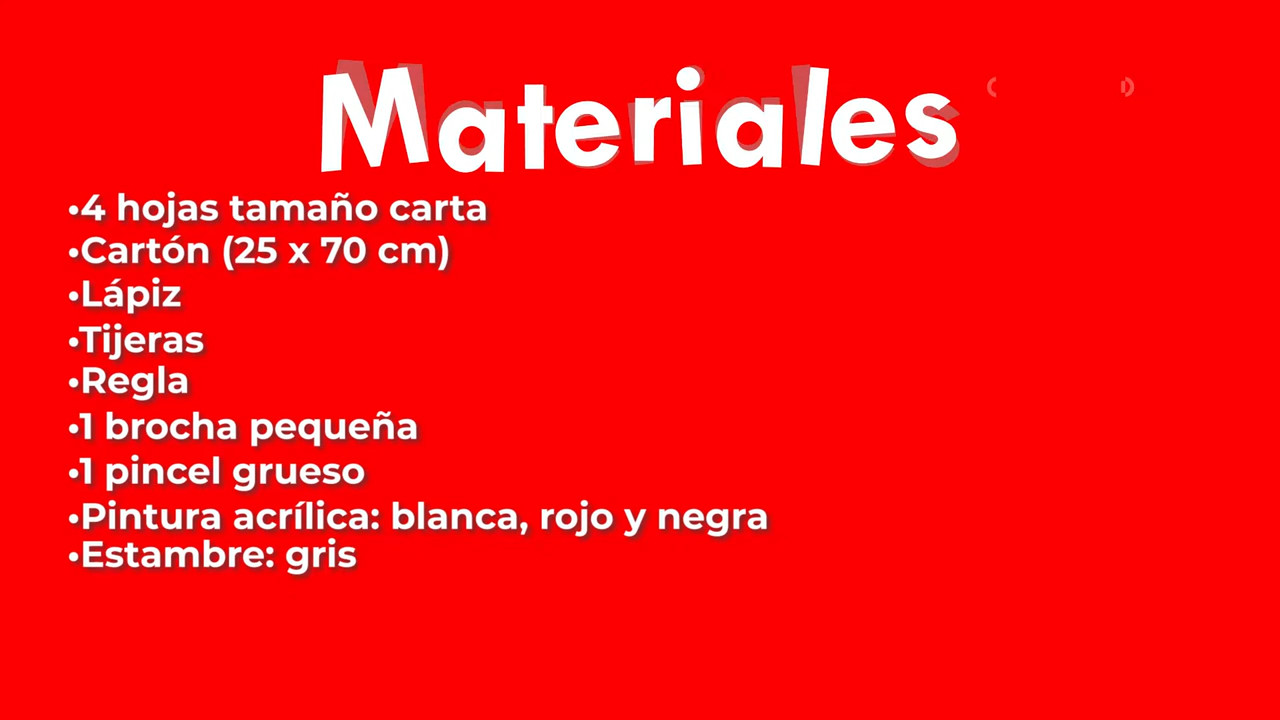 Materiales
•4 hojas tamaño carta
•Cartón (25 x 70 cm)
•Lápiz
•Tijeras
•Regla
•1 brocha pequeña
•1 pincel grueso
•Pintura acrílica: blanca, rojo y negra
•Estambre: gris